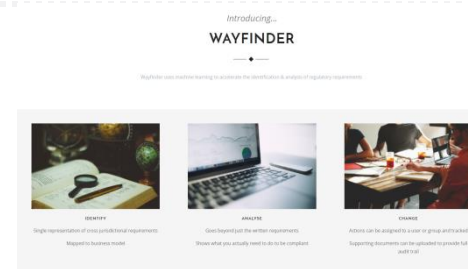 Introducing...
WAYFINDER
Wayfinder uses machine learning to accelerate the identification & analysis of regulatory requirements
IDENTIFY
Single representation of cross jurisdictional requirements
Mapped to business model
ANALYSE
Goes beyond just the written requirements
Shows what you actually need to do to be compliant
CHANGE
Actions can be assigned to a user or group and tracked
Supporting documents can be uploaded to provide full
audit trail